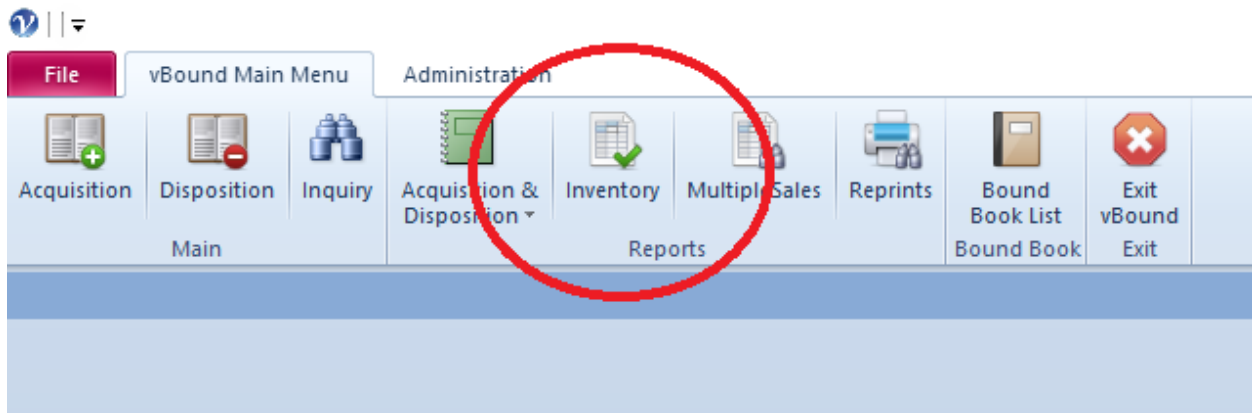 File vBound Main Menu Administration
Acquisition Disposition Inquiry Acquisition & Disposition Inventory Multiple Sales Reprints Bound Book List Exit vBound
Main Reports Bound Book Exit